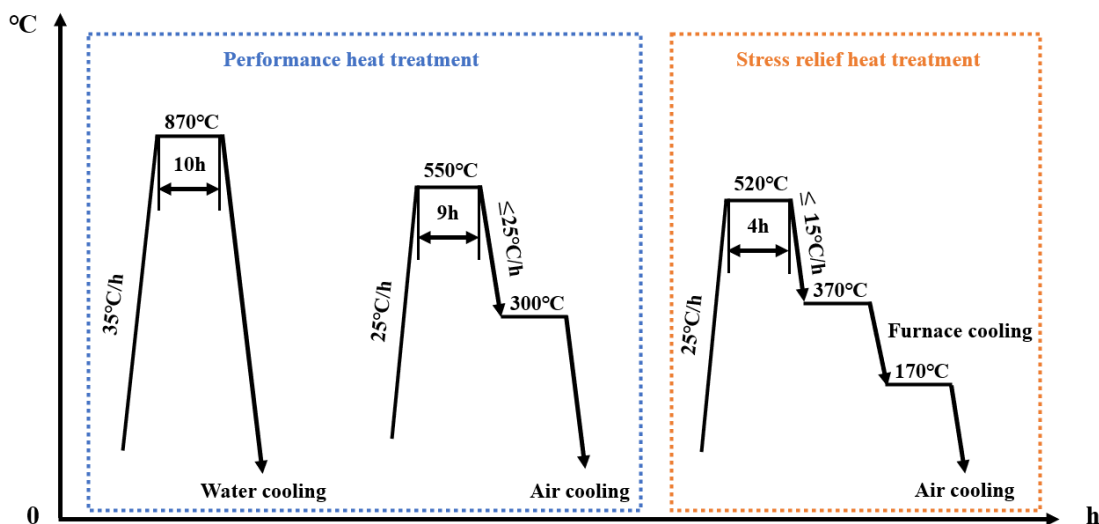 °C
Performance heat treatment
Stress relief heat treatment
870°C
10h
35°C/h
Water cooling
550°C
9h
25°C/h
≤25°C/h
300°C
Air cooling
520°C
4h
25°C/h
≤ 15°C/h
370°C
Furnace cooling
170°C
Air cooling
0
h